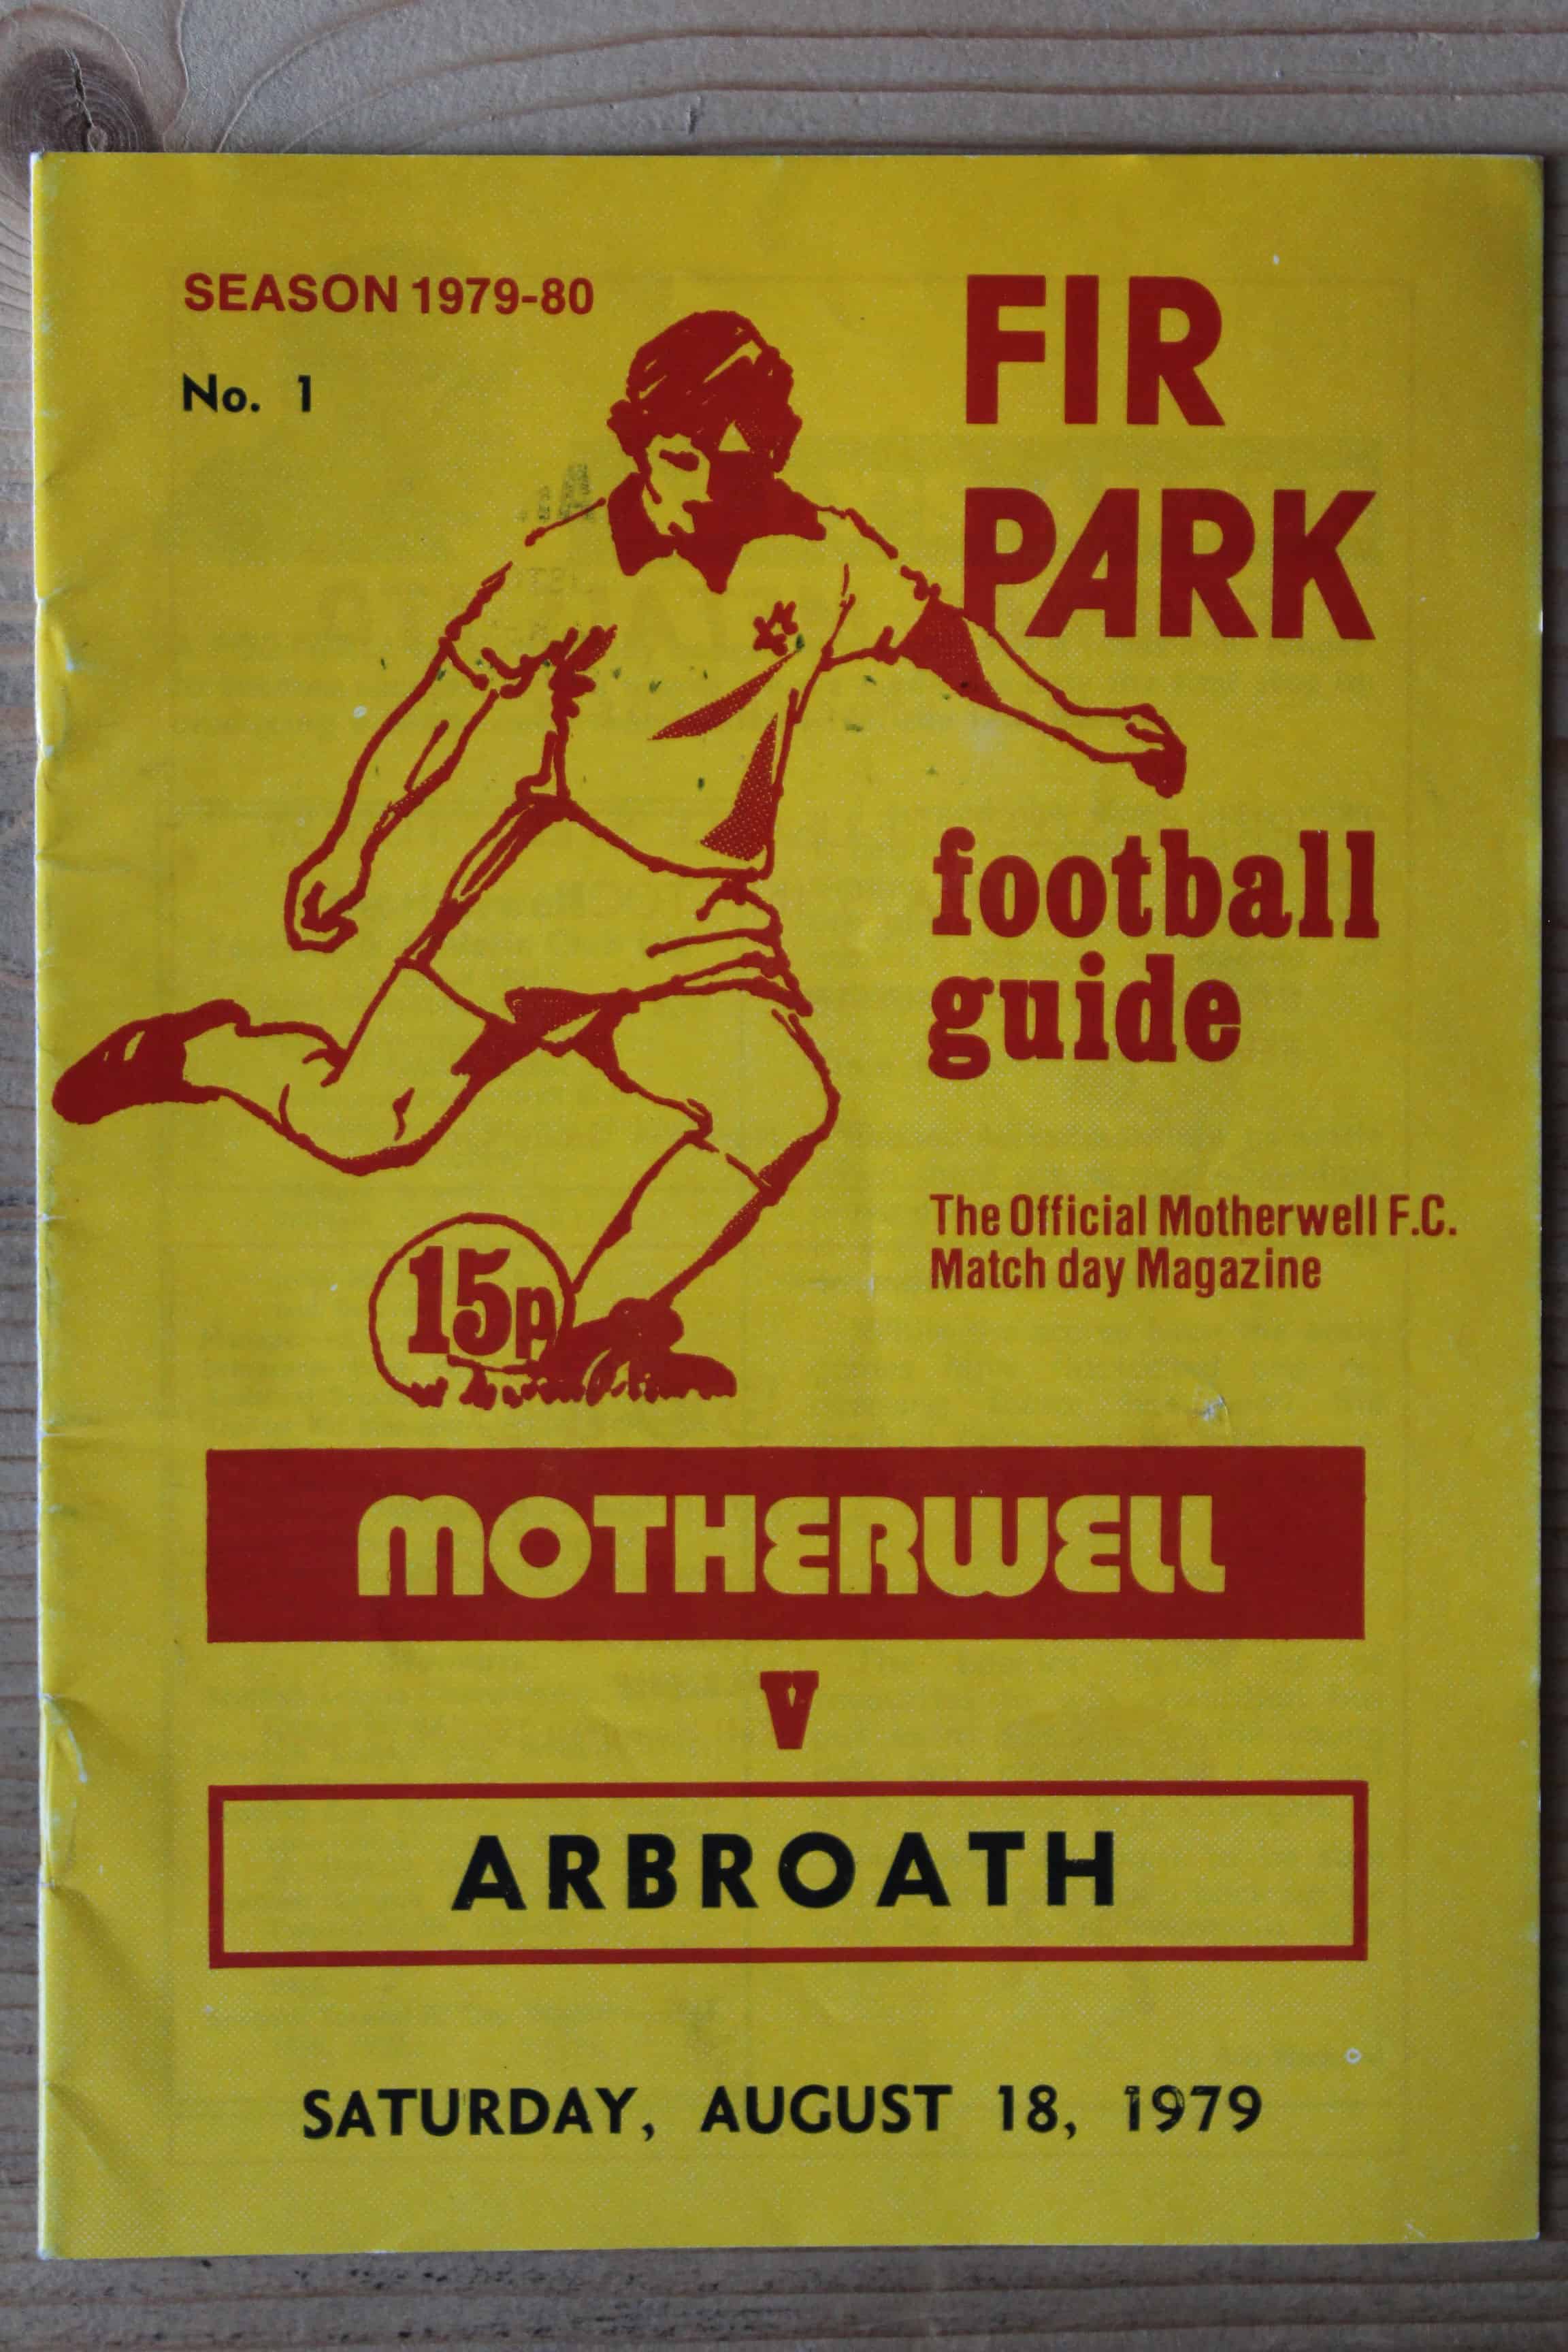 SEASON 1979-80
No. 1
FIR
PARK
football
guide
The Official Motherwell F.C.
Match day Magazine
15p
MOTHERWELL
V
ARBROATH
SATURDAY, AUGUST 18, 1979